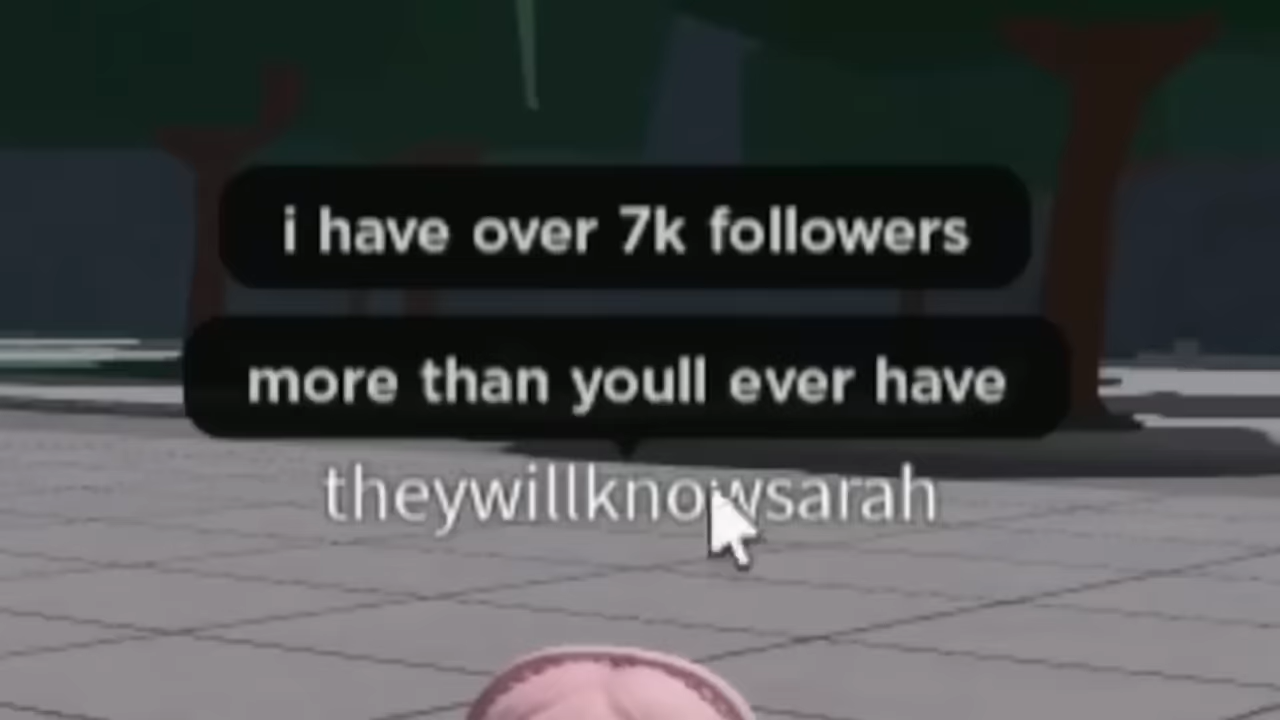 i have over 7k followers
more than youll ever have
theywillknowsarah